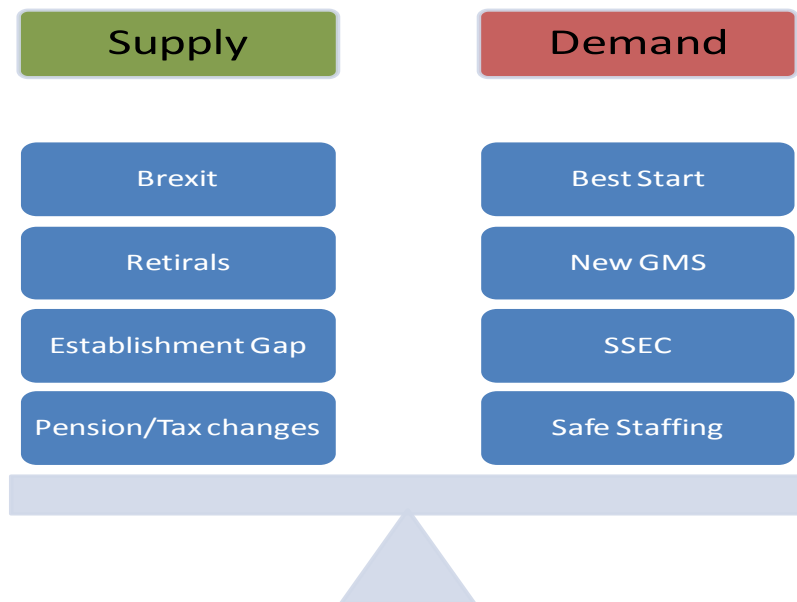 Supply
Demand
Brexit
Best Start
Retirals
New GMS
Establishment Gap
SSEC
Pension/Tax changes
Safe Staffing